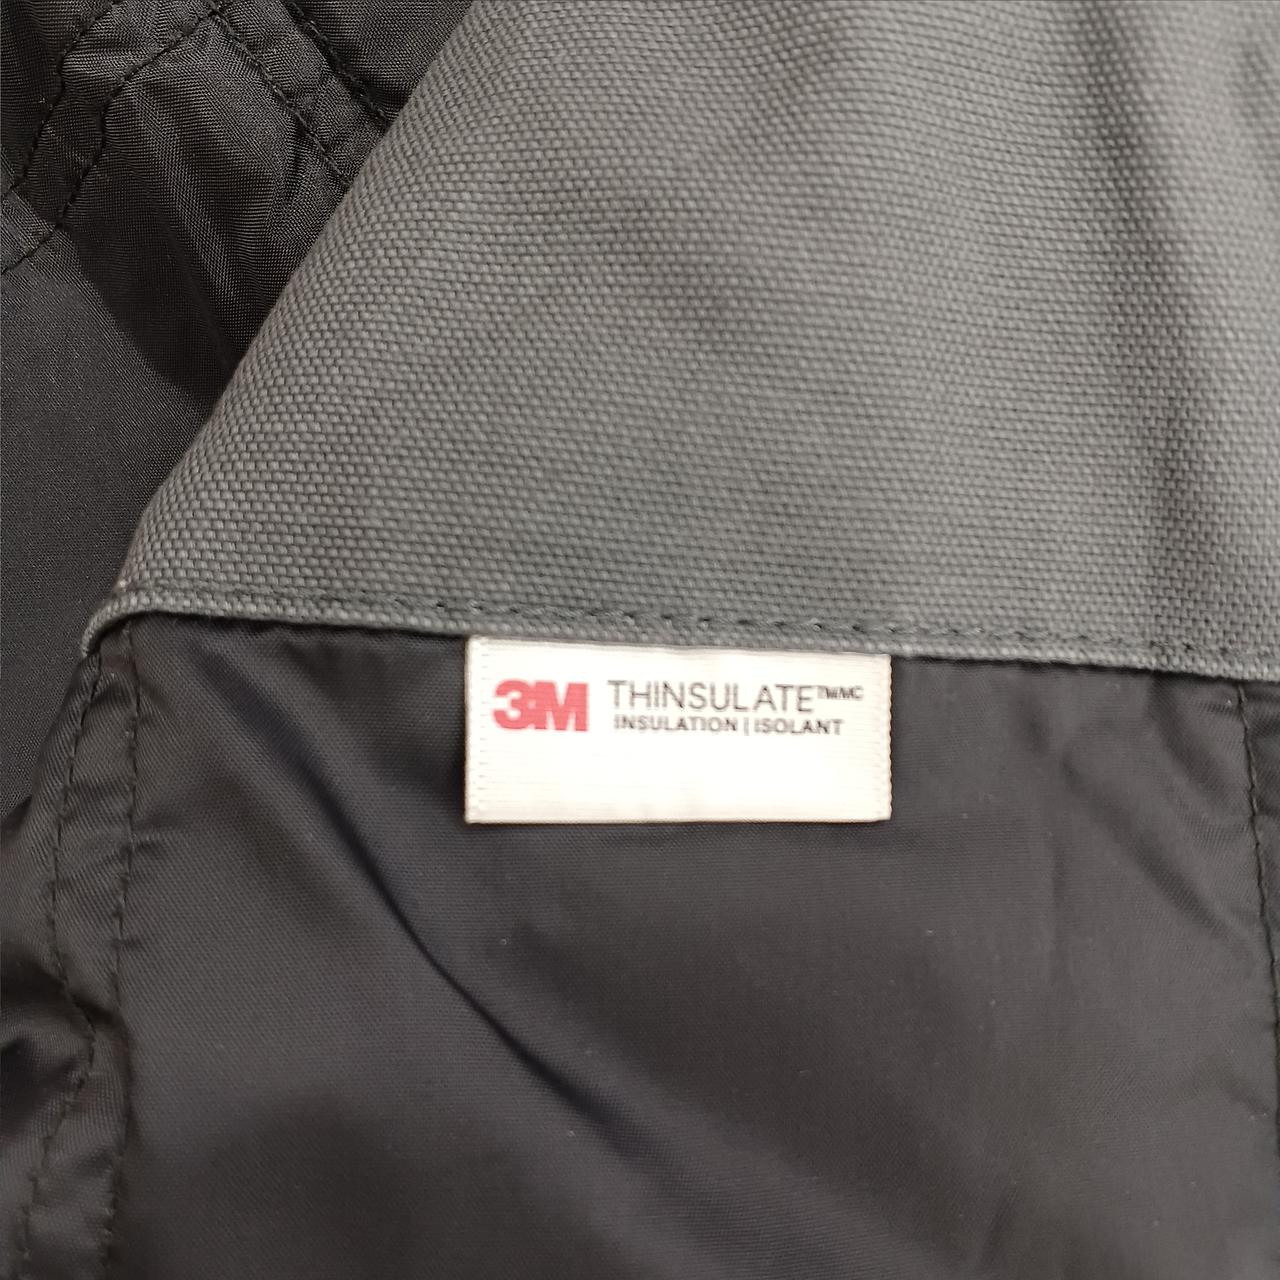 3M THINSULATE™/MC
INSULATION | ISOLANT